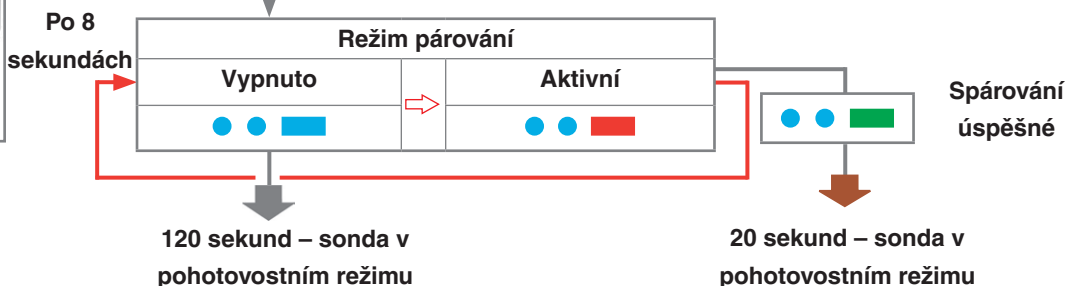 Po 8
sekundách
Režim párování
Vypnuto
Aktivní
Spárování
úspěšné
120 sekund – sonda v
pohotovostním režimu
20 sekund – sonda v
pohotovostním režimu